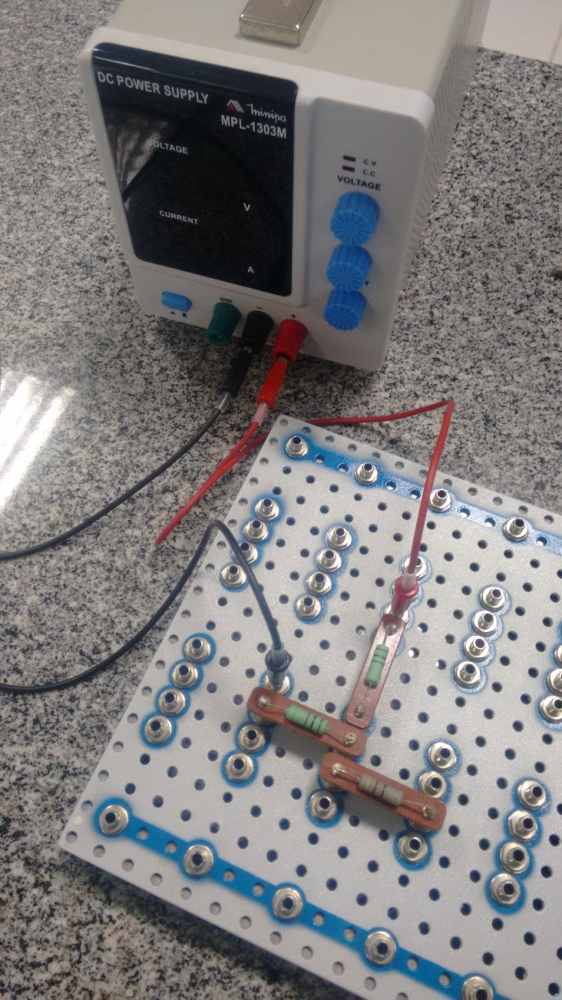 DC POWER SUPPLY
minipa
MPL-1303M
VOLTAGE
V
CURRENT
A
C.V
C.C
VOLTAGE
GND
-
+